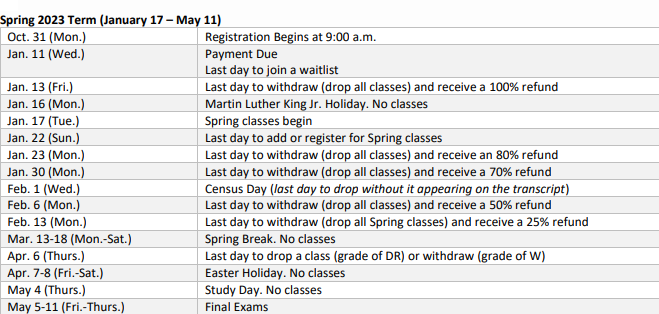 Spring 2023 Term (January 17 – May 11)
Oct. 31 (Mon.) Registration Begins at 9:00 a.m.
Jan. 11 (Wed.) Payment Due
Last day to join a waitlist
Jan. 13 (Fri.) Last day to withdraw (drop all classes) and receive a 100% refund
Jan. 16 (Mon.) Martin Luther King Jr. Holiday. No classes
Jan. 17 (Tue.) Spring classes begin
Jan. 22 (Sun.) Last day to add or register for Spring classes
Jan. 23 (Mon.) Last day to withdraw (drop all classes) and receive an 80% refund
Jan. 30 (Mon.) Last day to withdraw (drop all classes) and receive a 70% refund
Feb. 1 (Wed.) Census Day (last day to drop without it appearing on the transcript)
Feb. 6 (Mon.) Last day to withdraw (drop all classes) and receive a 50% refund
Feb. 13 (Mon.) Last day to withdraw (drop all Spring classes) and receive a 25% refund
Mar. 13-18 (Mon.-Sat.) Spring Break. No classes
Apr. 6 (Thurs.) Last day to drop a class (grade of DR) or withdraw (grade of W)
Apr. 7-8 (Fri.-Sat.) Easter Holiday. No classes
May 4 (Thurs.) Study Day. No classes
May 5-11 (Fri.-Thurs.) Final Exams